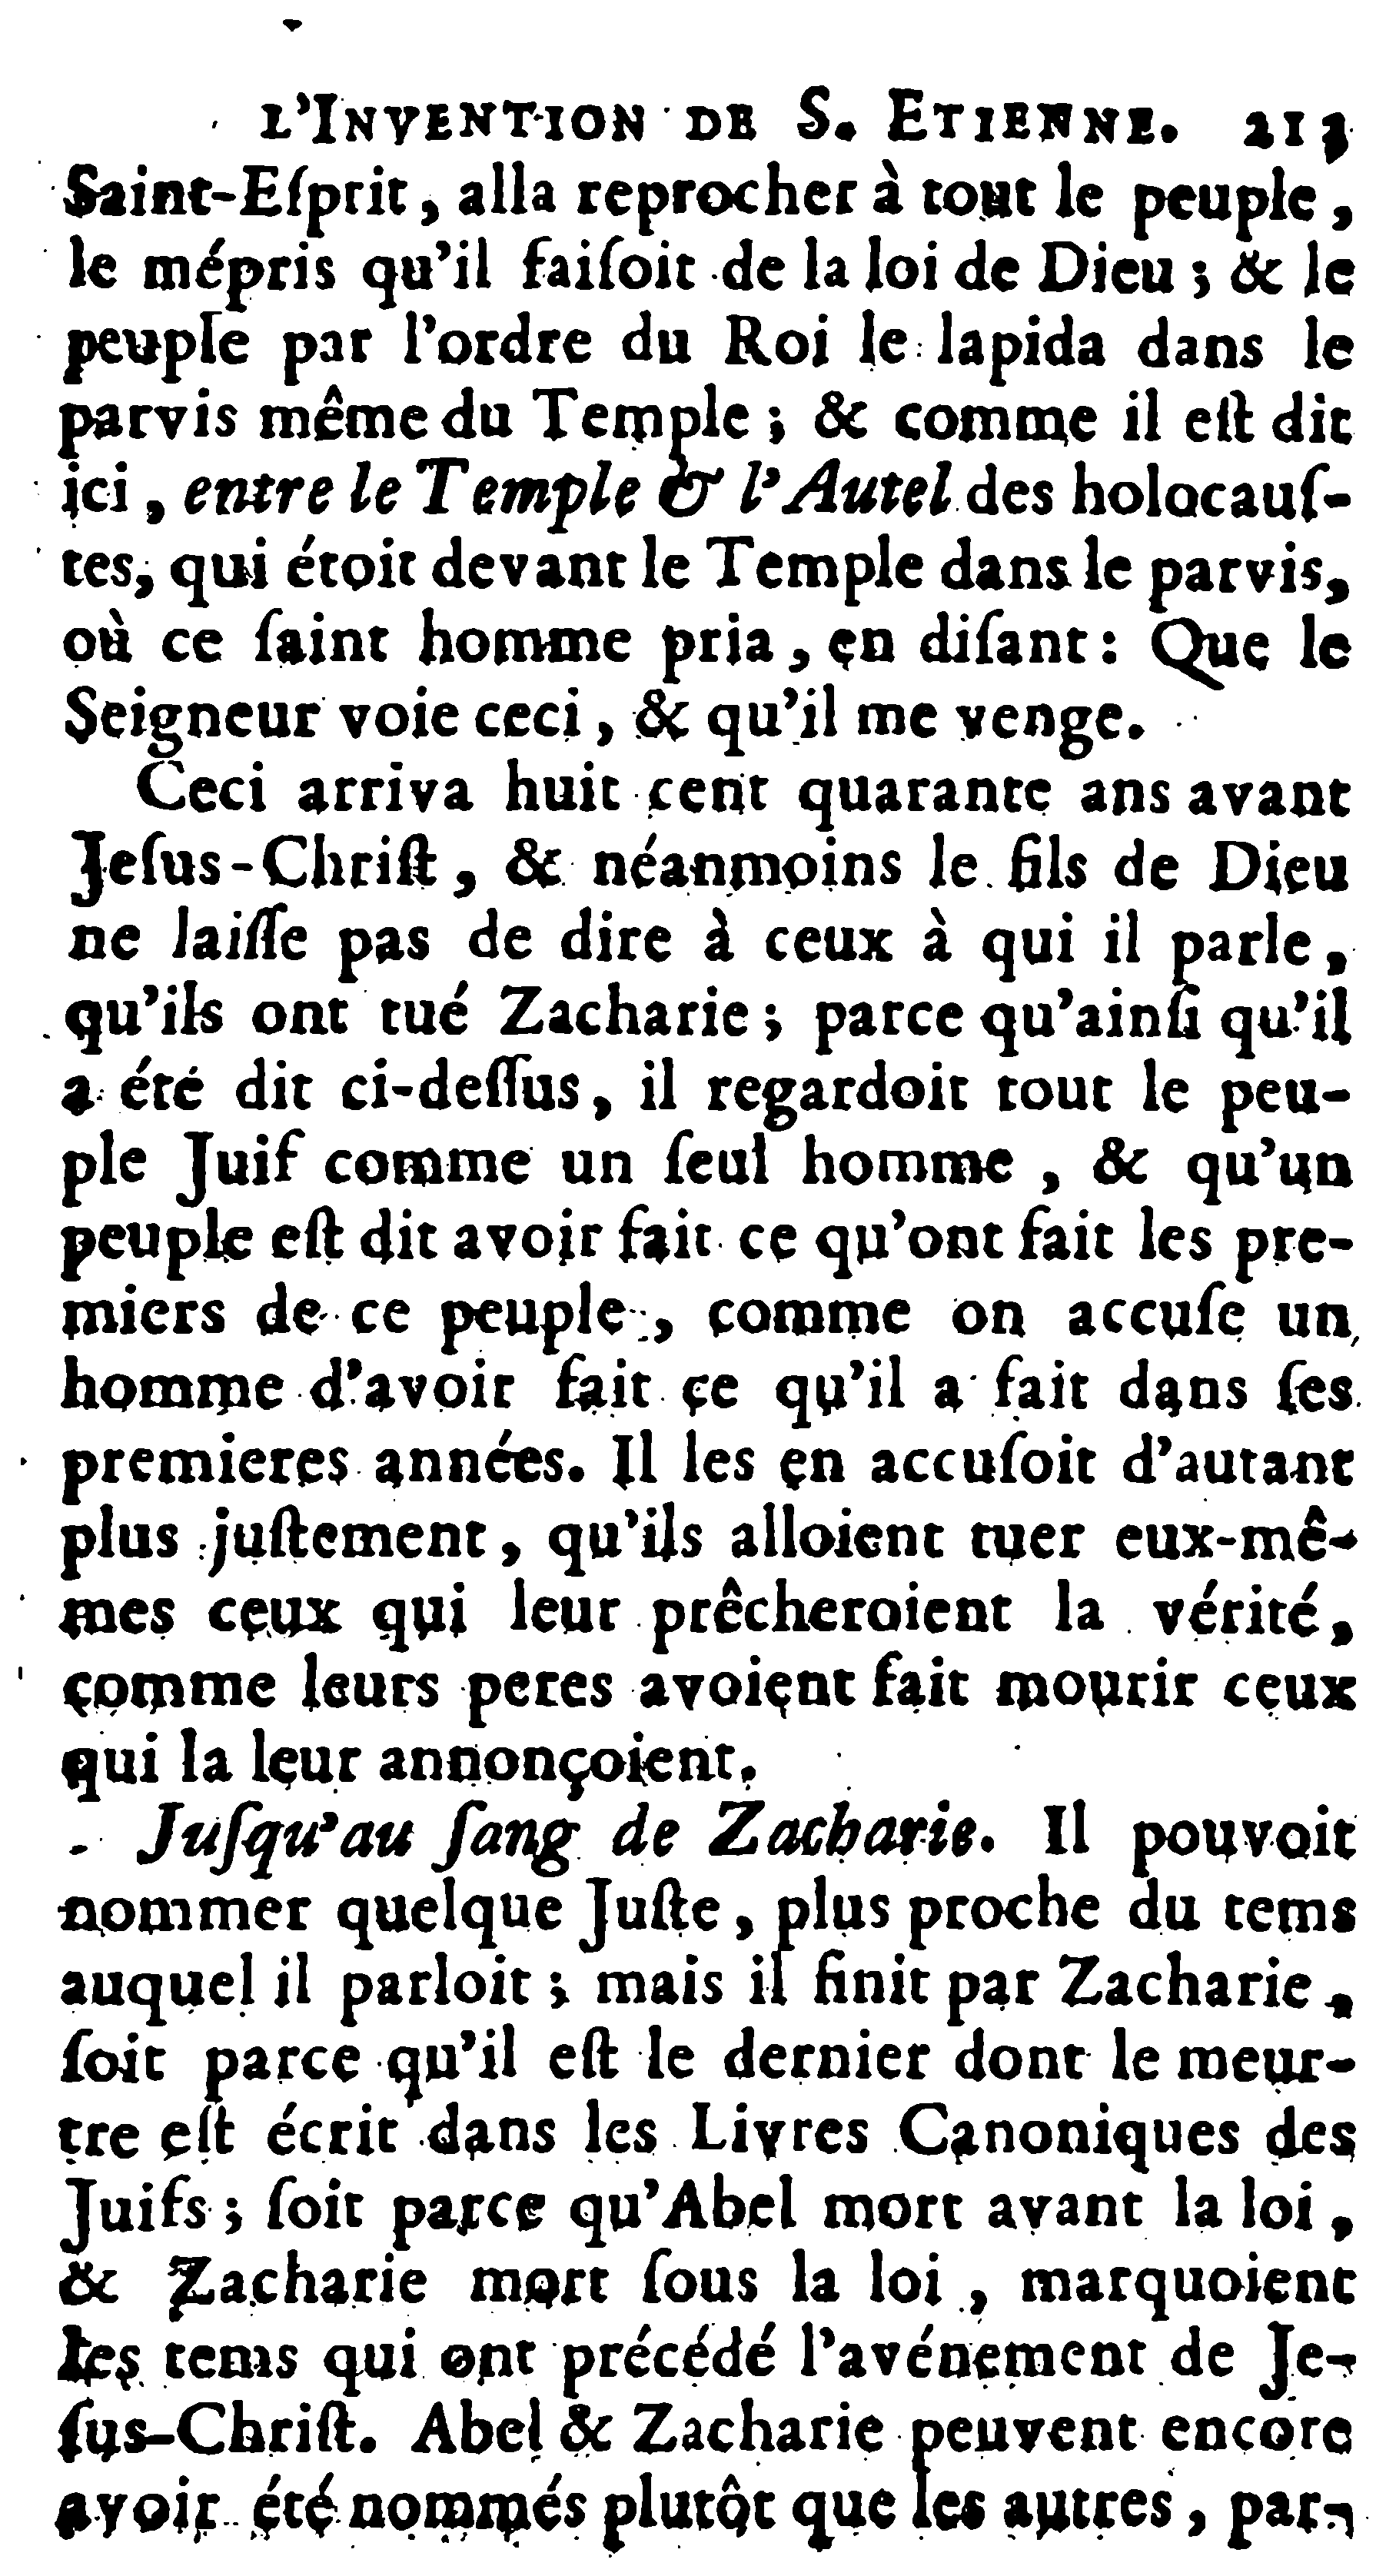 L'INVENTION DE S. ETIENNE. 213
Saint-Eſprit, alla reprocher à tout le peuple,
le mépris qu'il faiſoit de la loi de Dieu ; & le
peuple par l'ordre du Roi le lapida dans le
parvis même du Temple ; & comme il eſt dit
ici, entre le Temple & l'Autel des holocauſ-
tes, qui étoit devant le Temple dans le parvis,
où ce ſaint homme pria, en diſant : Que le
Seigneur voie ceci, & qu'il me venge.
Ceci arriva huit cent quarante ans avant
Jeſus-Chriſt, & néanmoins le fils de Dieu
ne laiſſe pas de dire à ceux à qui il parle,
qu'ils ont tué Zacharie ; parce qu'ainſi qu'il
a été dit ci-deſſus, il regardoit tout le peu-
ple Juif comme un ſeul homme, & qu'un
peuple eſt dit avoir fait ce qu'ont fait les pre-
miers de ce peuple, comme on accuſe un
homme d'avoir fait ce qu'il a fait dans ſes
premieres années. Il les en accuſoit d'autant
plus juſtement, qu'ils alloient tuer eux-mê-
mes ceux qui leur prêcheroient la vérité,
comme leurs peres avoient fait mourir ceux
qui la leur annonçoient.
Juſqu'au ſang de Zacharie. Il pouvoit
nommer quelque Juſte, plus proche du tems
auquel il parloit ; mais il finit par Zacharie,
ſoit parce qu'il eſt le dernier dont le meur-
tre eſt écrit dans les Livres Canoniques des
Juifs ; ſoit parce qu'Abel mort avant la loi,
& Zacharie mort ſous la loi, marquoient
les tems qui ont précédé l'avénement de Je-
ſus-Chriſt. Abel & Zacharie peuvent encore
avoir été nommés plutôt que les autres, par-